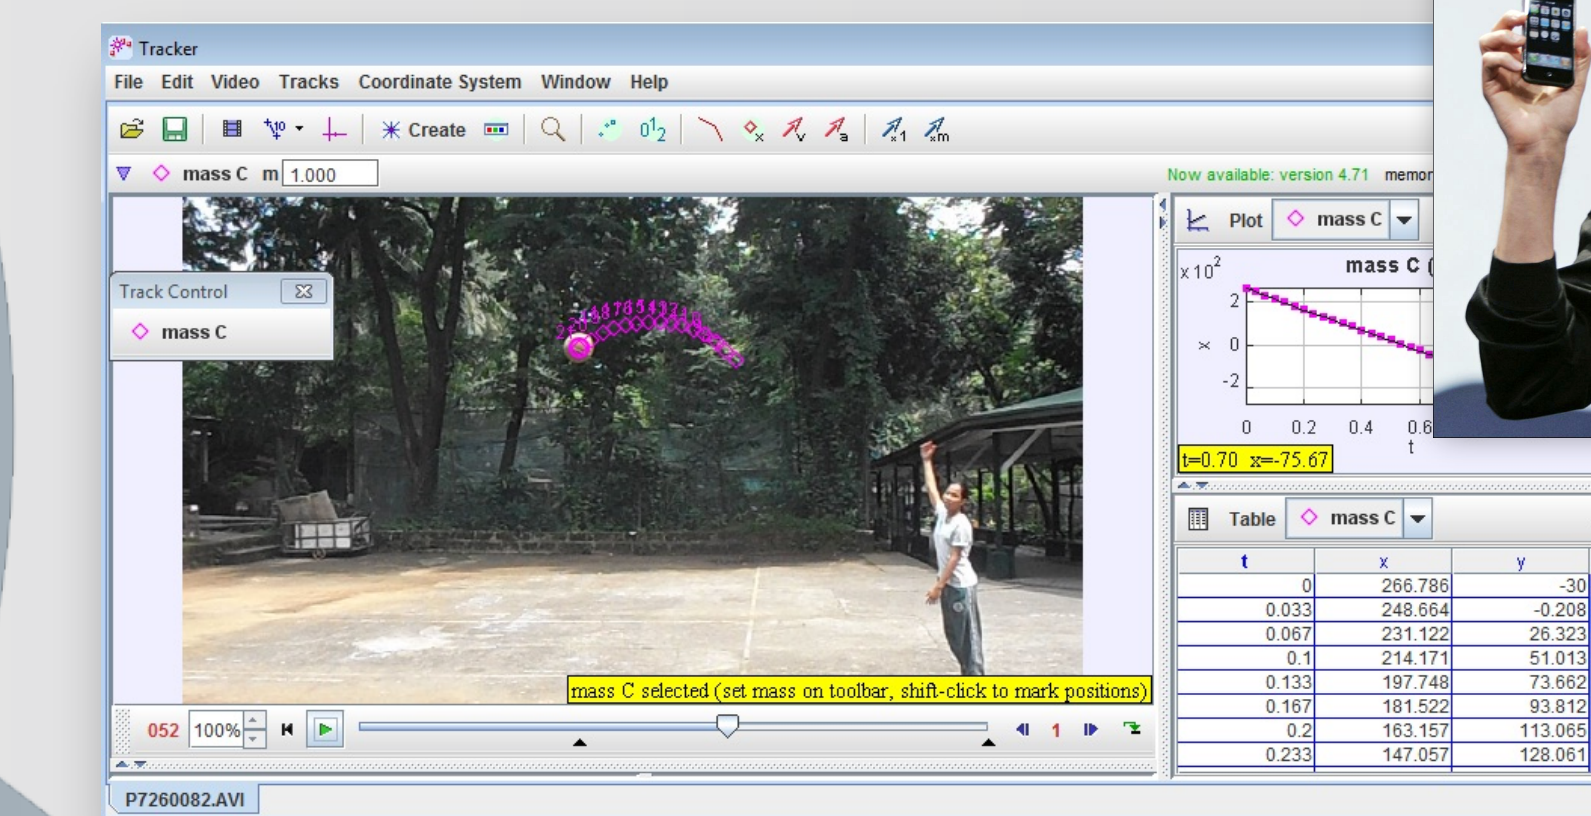 Tracker
File Edit Video Tracks Coordinate System Window Help
Create
mass C m 1.000
Now available: version 4.71 memor
Plot mass C
Track Control
mass C
mass C (
x 10²
2
0
-2
x
0 0.2 0.4 0.6
t
t=0.70 x=-75.67
Table mass C
t x y
0 266.786 -30
0.033 248.664 -0.208
0.067 231.122 26.323
0.1 214.171 51.013
0.133 197.748 73.662
0.167 181.522 93.812
0.2 163.157 113.065
0.233 147.057 128.061
mass C selected (set mass on toolbar, shift-click to mark positions)
052 100% 1
P7260082.AVI